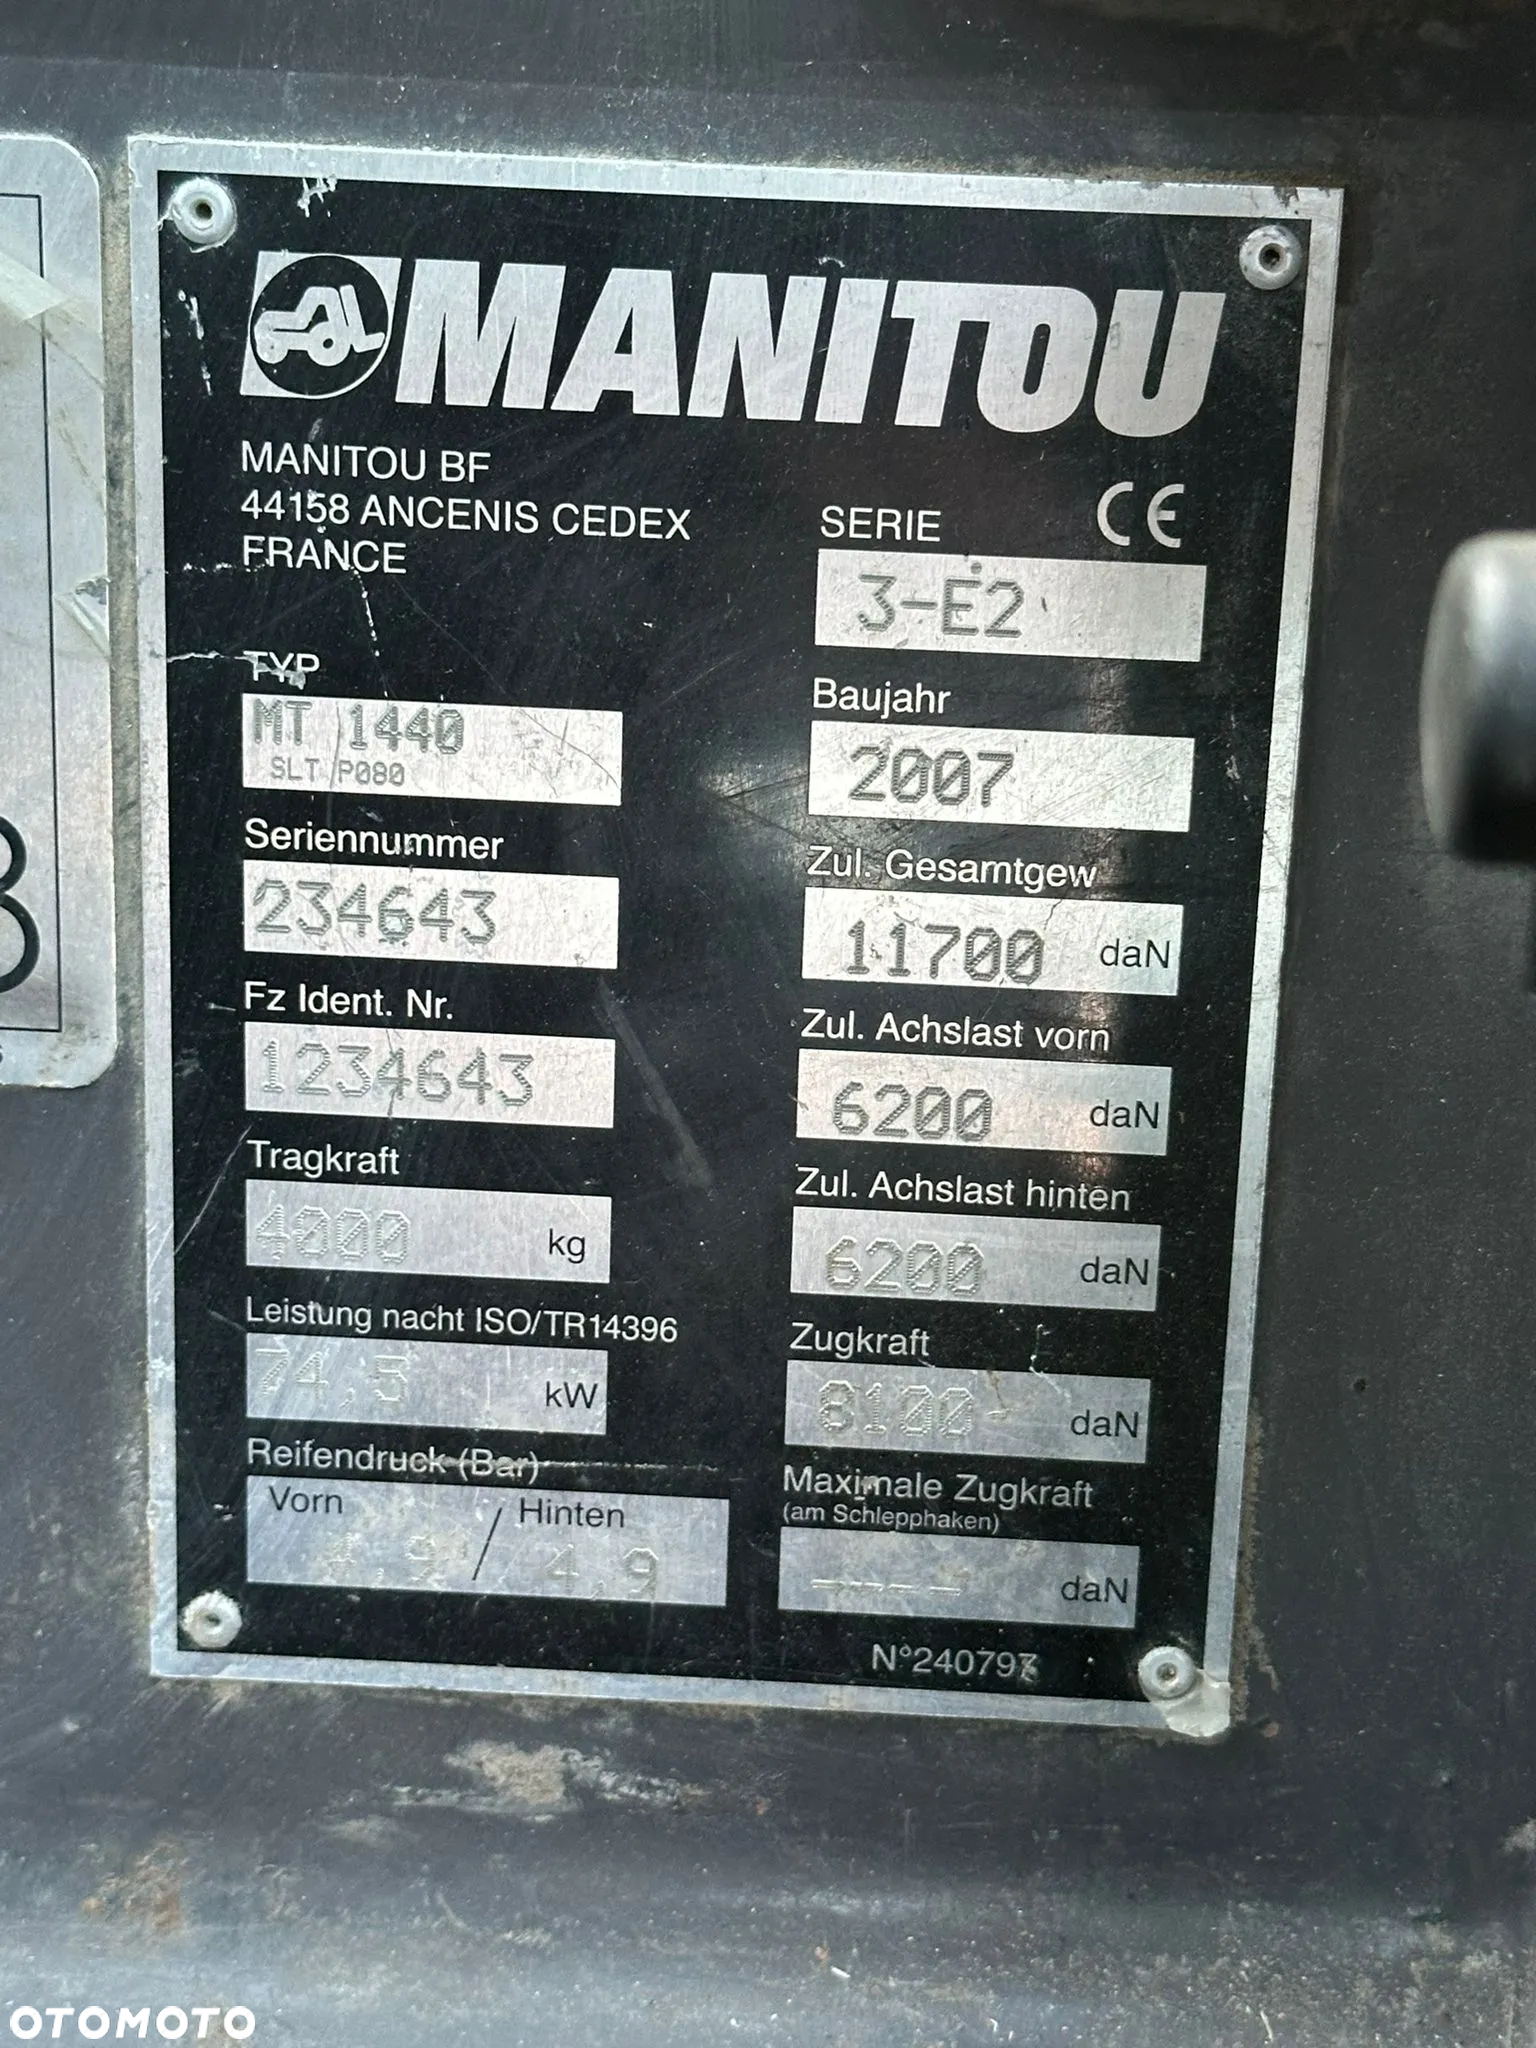 MANITOU
MANITOU BF
44158 ANCENIS CEDEX
FRANCE
CE
SERIE
3-E2
TYP
MT 1440
SLT P080
Baujahr
2007
Seriennummer
234643
Zul. Gesamtgew
11700 daN
Fz Ident. Nr.
1234643
Zul. Achslast vorn
6200 daN
Tragkraft
4000 kg
Zul. Achslast hinten
6200 daN
Leistung nacht ISO/TR14396
74,5 kW
Zugkraft
8100 daN
Reifendruck (Bar)
Vorn / Hinten
4,9 4,9
Maximale Zugkraft
(am Schlepphaken)
---- daN
OTOMOTO